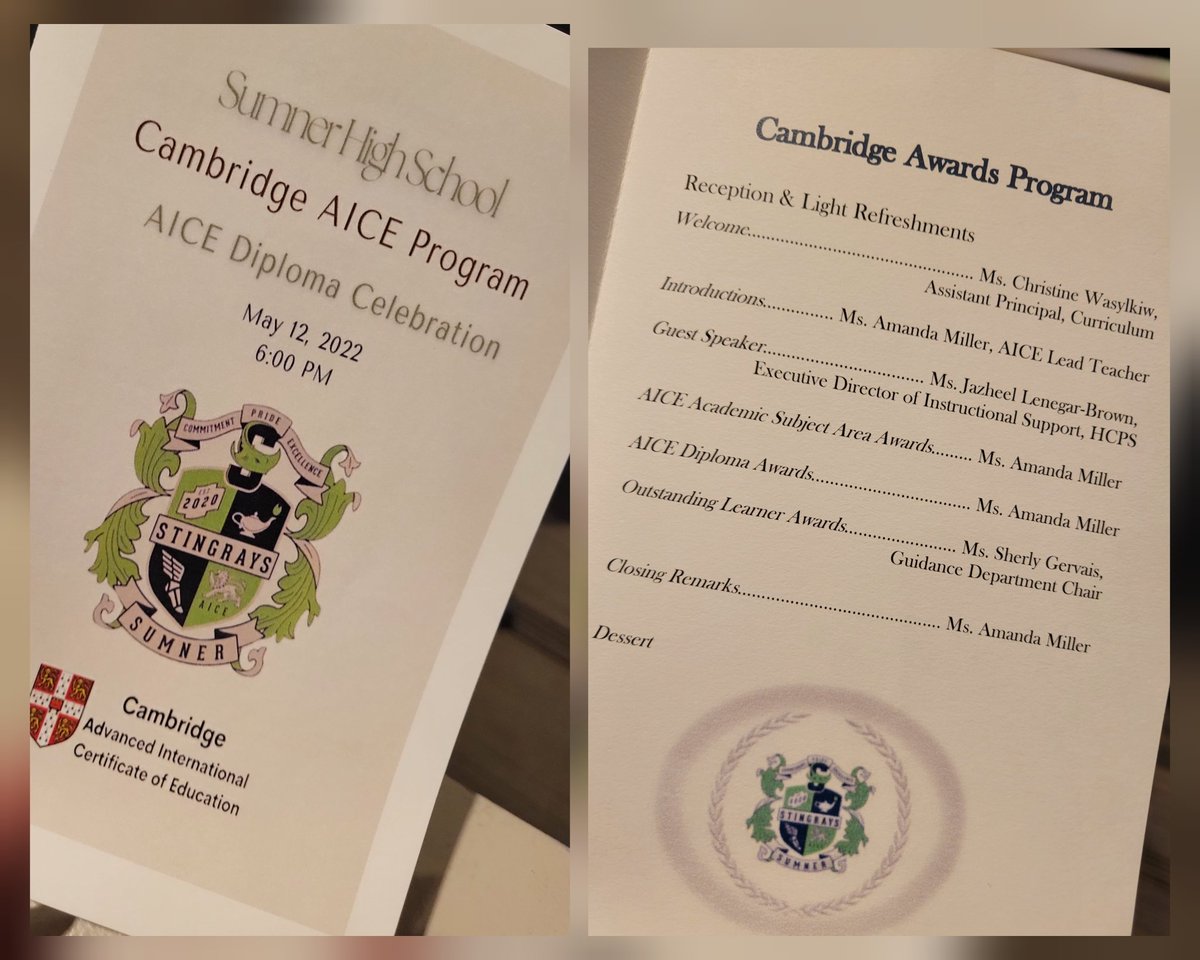 Sumner High School
Cambridge AICE Program
AICE Diploma Celebration
May 12, 2022
6:00 PM
COMMITMENT PRIDE EXCELLENCE
EST
2020
STINGRAYS
AICE
SUMNER
Cambridge
Advanced International
Certificate of Education
Cambridge Awards Program
Reception & Light Refreshments
Welcome................................................ Ms. Christine Wasylkiw,
Assistant Principal, Curriculum
Introductions............... Ms. Amanda Miller, AICE Lead Teacher
Guest Speaker.................................. Ms. Jazheel Lenegar-Brown,
Executive Director of Instructional Support, HCPS
AICE Academic Subject Area Awards......... Ms. Amanda Miller
AICE Diploma Awards.................................. Ms. Amanda Miller
Outstanding Learner Awards........................ Ms. Sherly Gervais,
Guidance Department Chair
Closing Remarks........................................... Ms. Amanda Miller
Dessert
2020
STINGRAYS
SUMNER